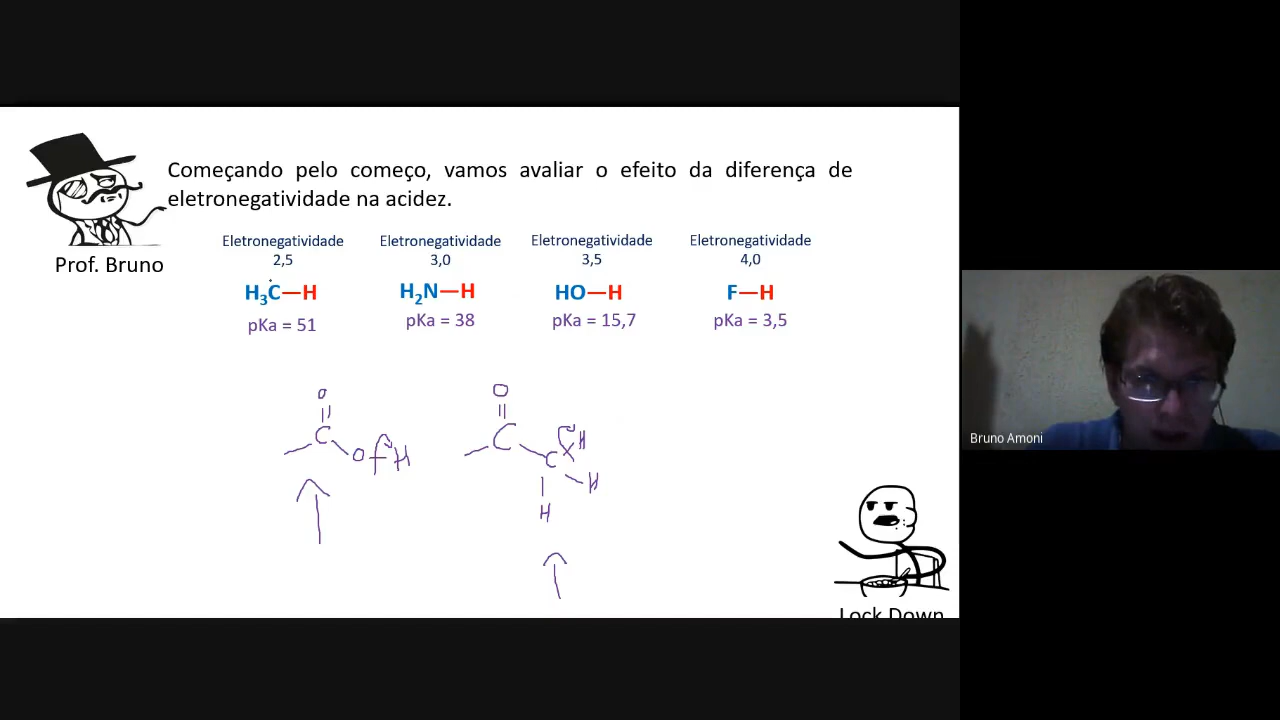 Começando pelo começo, vamos avaliar o efeito da diferença de
eletronegatividade na acidez.
Prof. Bruno
Eletronegatividade
2,5
H₃C—H
pKa = 51
Eletronegatividade
3,0
H₂N—H
pKa = 38
Eletronegatividade
3,5
HO—H
pKa = 15,7
Eletronegatividade
4,0
F—H
pKa = 3,5
O
C
O H
O
C
C H
H
H
Bruno Amoni
Lock Down